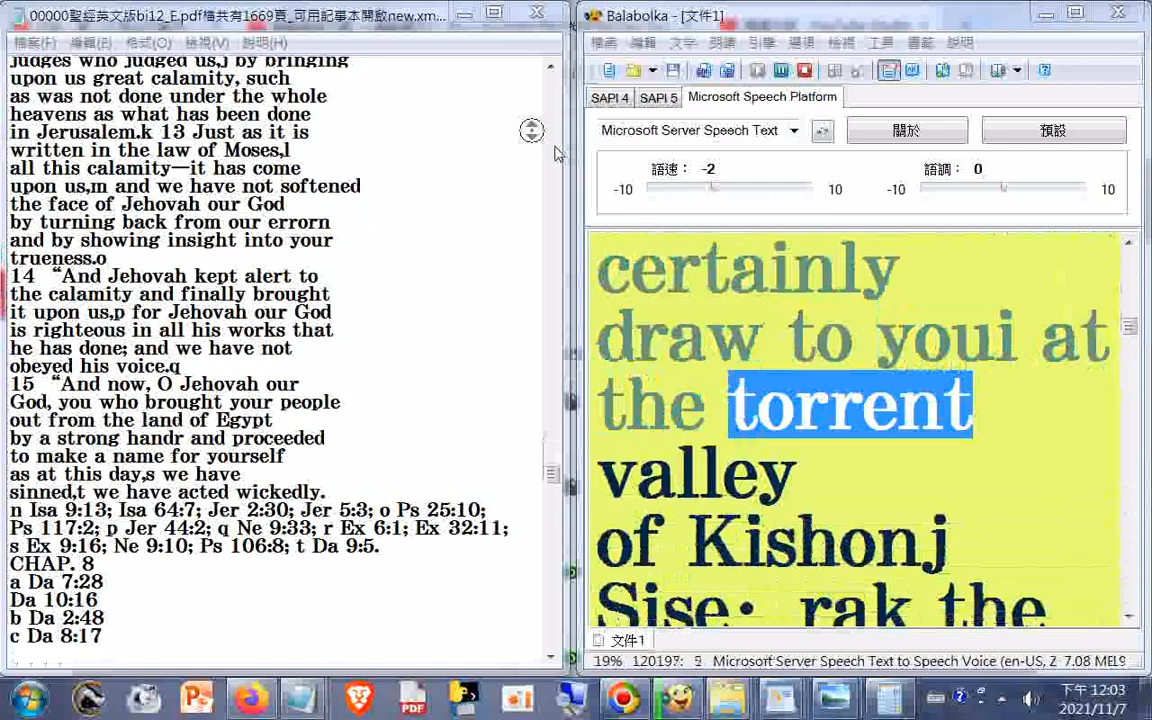 00000聖經英文版bi12_E.pdf檔共有1669頁_可用記事本開啟new.xm...
檔案(F) 編輯(E) 格式(O) 檢視(V) 說明(H)
judges who judged us,j by bringing
upon us great calamity, such
as was not done under the whole
heavens as what has been done
in Jerusalem.k 13 Just as it is
written in the law of Moses,l
all this calamity—it has come
upon us,m and we have not softened
the face of Jehovah our God
by turning back from our errorn
and by showing insight into your
trueness.o
14 “And Jehovah kept alert to
the calamity and finally brought
it upon us,p for Jehovah our God
is righteous in all his works that
he has done; and we have not
obeyed his voice.q
15 “And now, O Jehovah our
God, you who brought your people
out from the land of Egypt
by a strong handr and proceeded
to make a name for yourself
as at this day,s we have
sinned,t we have acted wickedly.
n Isa 9:13; Isa 64:7; Jer 2:30; Jer 5:3; o Ps 25:10;
Ps 117:2; p Jer 44:2; q Ne 9:33; r Ex 6:1; Ex 32:11;
s Ex 9:16; Ne 9:10; Ps 106:8; t Da 9:5.
CHAP. 8
a Da 7:28
Da 10:16
b Da 2:48
c Da 8:17
Balabolka - [文件1]
檔案 編輯 文字 朗讀 引擎 選項 檢視 工具 書籤 說明
SAPI 4 SAPI 5 Microsoft Speech Platform
Microsoft Server Speech Text 關於 預設
語速： -2 語調： 0
-10 10 -10 10
certainly
draw to youi at
the torrent
valley
of Kishonj
the
文件1
19% Microsoft Server Speech Text to Speech Voice (en-US, Z 7.08
PDF
下午 12:03
2021/11/7